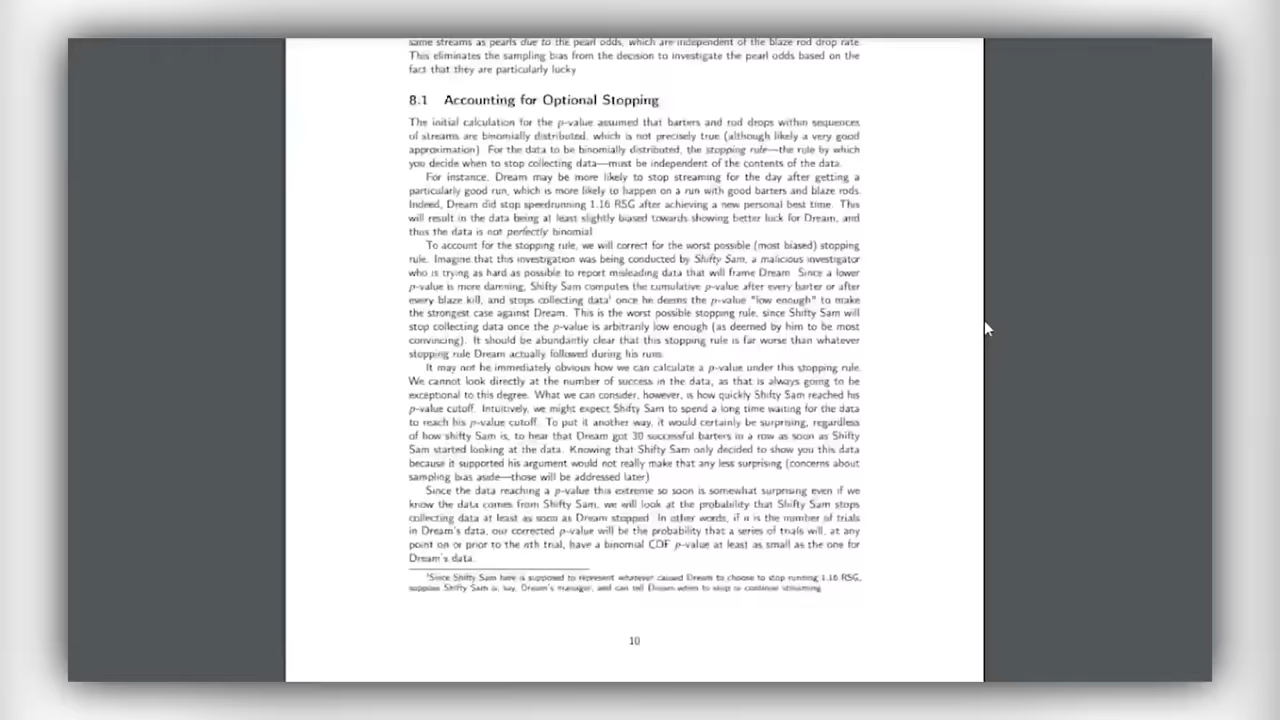 same streams as pearls due to the pearl odds, which are independent of the blaze rod drop rate.
This eliminates the sampling bias from the decision to investigate the pearl odds based on the
fact that they are particularly lucky
8.1 Accounting for Optional Stopping
The initial calculation for the p-value assumed that barters and rod drops within sequences
of streams are binomially distributed, which is not precisely true (although likely a very good
approximation) For the data to be binomially distributed, the stopping rule—the rule by which
you decide when to stop collecting data—must be independent of the contents of the data.
For instance, Dream may be more likely to stop streaming for the day after getting a
particularly good run, which is more likely to happen on a run with good barters and blaze rods.
Indeed, Dream did stop speedrunning 1.16 RSG after achieving a new personal best time. This
will result in the data being at least slightly biased towards showing better luck for Dream, and
thus the data is not perfectly binomial
To account for the stopping rule, we will correct for the worst possible (most biased) stopping
rule. Imagine that this investigation was being conducted by Shifty Sam, a malicious investigator
who is trying as hard as possible to report misleading data that will frame Dream Since a lower
p-value is more damning, Shifty Sam computes the cumulative p-value after every barter or after
every blaze kill, and stops collecting data¹ once he deems the p-value "low enough" to make
the strongest case against Dream. This is the worst possible stopping rule, since Shifty Sam will
stop collecting data once the p-value is arbitrarily low enough (as deemed by him to be most
convincing). It should be abundantly clear that this stopping rule is far worse than whatever
stopping rule Dream actually followed during his runs
It may not be immediately obvious how we can calculate a p-value under this stopping rule.
We cannot look directly at the number of success in the data, as that is always going to be
exceptional to this degree. What we can consider, however, is how quickly Shifty Sam reached his
p-value cutoff. Intuitively, we might expect Shifty Sam to spend a long time waiting for the data
to reach his p-value cutoff. To put it another way, it would certainly be surprising, regardless
of how shifty Sam is, to hear that Dream got 30 successful barters in a row as soon as Shifty
Sam started looking at the data. Knowing that Shifty Sam only decided to show you this data
because it supported his argument would not really make that any less surprising (concerns about
sampling bias aside—those will be addressed later)
Since the data reaching a p-value this extreme so soon is somewhat surprising even if we
know the data comes from Shifty Sam, we will look at the probability that Shifty Sam stops
collecting data at least as soon as Dream stopped In other words, if n is the number of trials
in Dream's data, our corrected p-value will be the probability that a series of trials will, at any
point on or prior to the nth trial, have a binomial CDF p-value at least as small as the one for
Dream's data.
¹Since Shifty Sam here is supposed to represent whatever caused Dream to choose to stop running 1.16 RSG,
suppose Shifty Sam is, say, Dream's manager, and can tell Dream when to stop or continue streaming
10